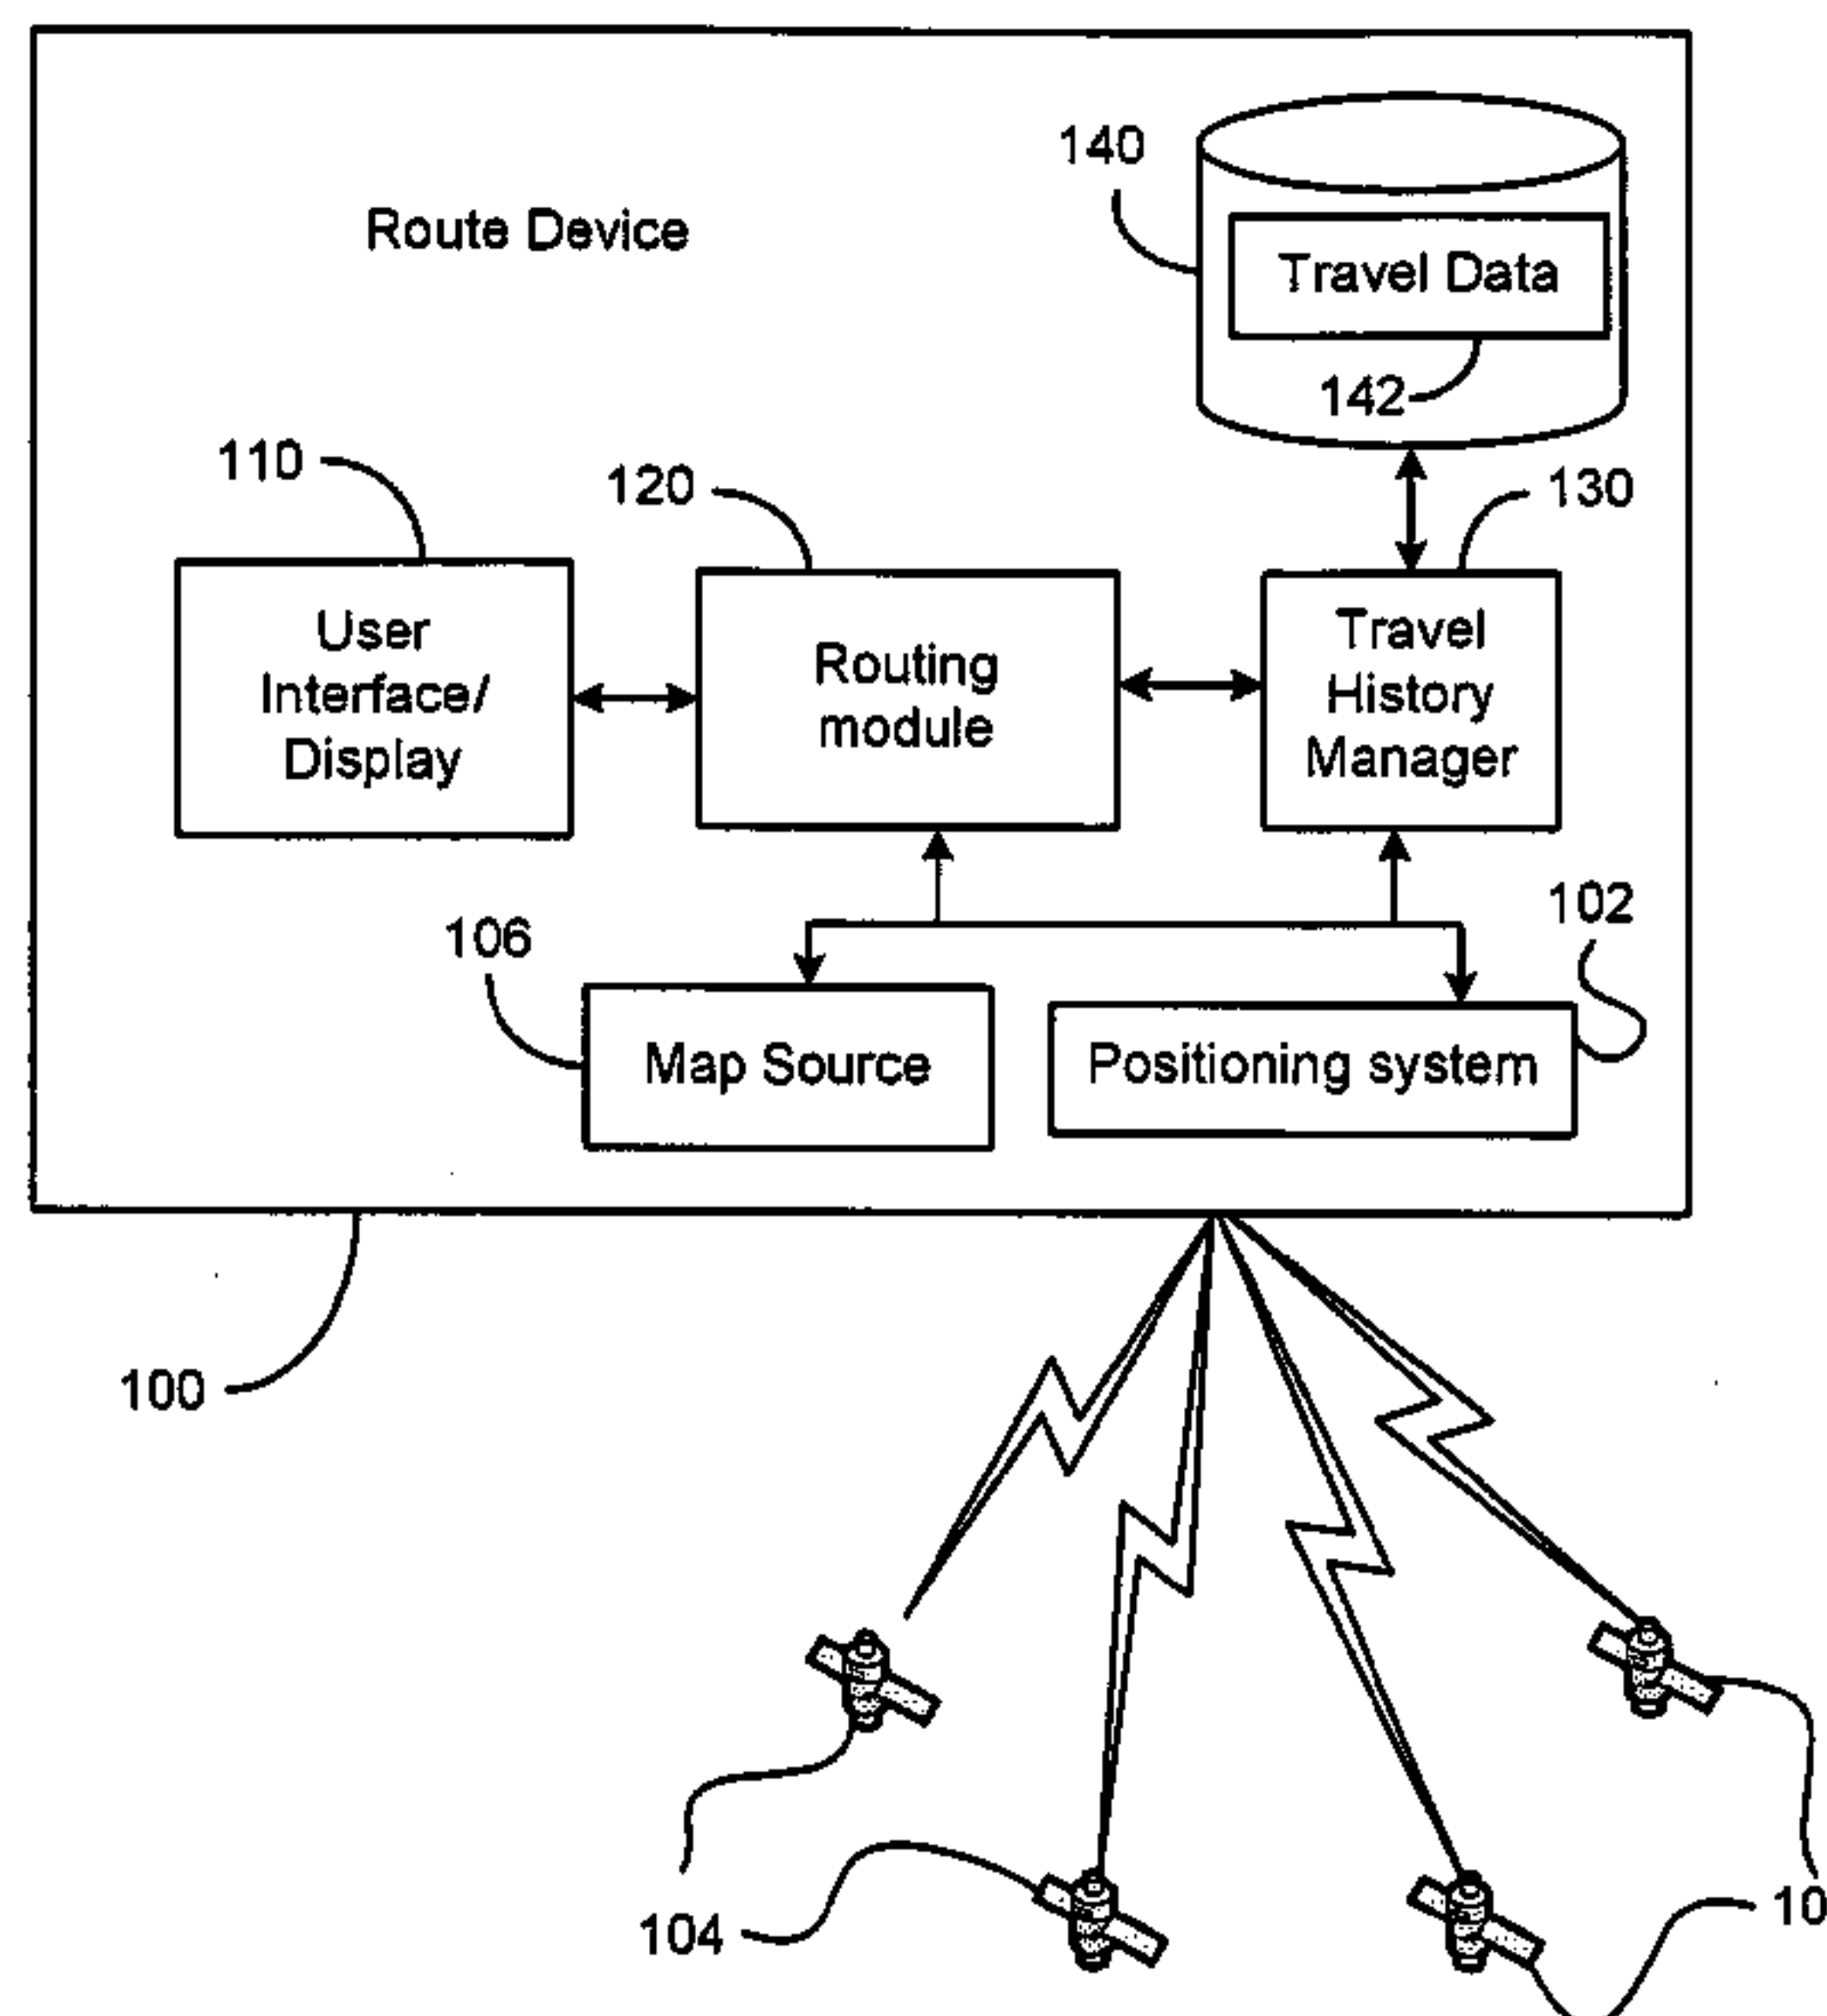 140
Route Device
Travel Data
142
110
120
130
User
Interface/
Display
Routing
module
Travel
History
Manager
102
106
Map Source
Positioning system
100
104
10